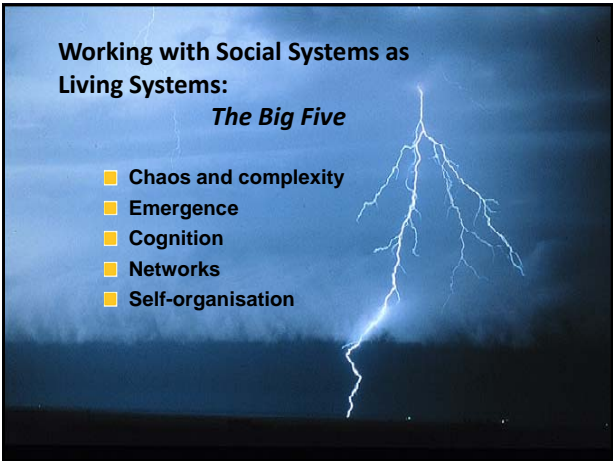 Working with Social Systems as
Living Systems:
The Big Five
Chaos and complexity
Emergence
Cognition
Networks
Self-organisation